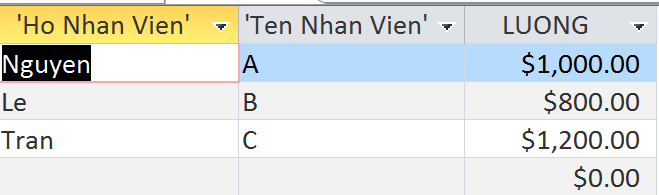 'Ho Nhan Vien' 'Ten Nhan Vien' LUONG
Nguyen A $1,000.00
Le B $800.00
Tran C $1,200.00
$0.00